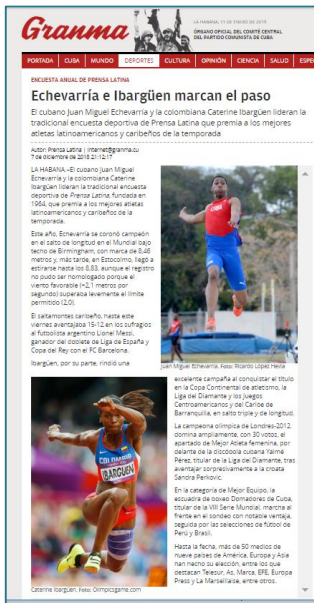 Granma
LA HABANA, 11 DE ENERO DE 2019
ÓRGANO OFICIAL DEL COMITÉ CENTRAL
DEL PARTIDO COMUNISTA DE CUBA
PORTADA CUBA MUNDO DEPORTES CULTURA OPINIÓN CIENCIA SALUD ESPE
ENCUESTA ANUAL DE PRENSA LATINA
Echevarría e Ibargüen marcan el paso
El cubano Juan Miguel Echevarría y la colombiana Caterine
Ibargüen lideran la
tradicional encuesta deportiva de Prensa Latina que premia a los mejores
atletas latinoamericanos y caribeños de la temporada
Autor: Prensa Latina | internet@granma.cu
7 de diciembre de 2018 21:12:17
LA HABANA.–El cubano Juan Miguel
Echevarría y la colombiana Caterine
Ibargüen lideran la tradicional encuesta
deportiva de Prensa Latina, fundada en
1964, que premia a los mejores atletas
latinoamericanos y caribeños de la
temporada.
Este año, Echevarría se coronó campeón
en el salto de longitud en el Mundial bajo
techo de Birmingham, con marca de 8,46
metros y, más tarde, en Estocolmo, llegó a
estirarse hasta los 8,83, aunque el registro
no pudo ser homologado porque el
viento favorable (+2,1 metros por
segundo) superaba levemente el límite
permitido (2,0).
El saltamontes caribeño, hasta este
viernes aventajaba 15-12 en los sufragios
al futbolista argentino Lionel Messi,
ganador del doblete de Liga de España y
Copa del Rey con el FC Barcelona.
Ibargüen, por su parte, rindió una
Juan Miguel Echevarría. Foto: Ricardo López Hevia
excelente campaña al conquistar el título
en la Copa Continental de atletismo, la
Liga del Diamante y los Juegos
Centroamericanos y del Caribe de
Barranquilla, en salto triple y de longitud.
La campeona olímpica de Londres-2012,
domina ampliamente, con 30 votos, el
apartado de Mejor Atleta femenina, por
delante de la discóbola cubana Yaimé
Pérez, titular de la Liga del Diamante, tras
aventajar sorpresivamente a la croata
Sandra Perkovic.
En la categoría de Mejor Equipo, la
escuadra de boxeo Domadores de Cuba,
titular de la VIII Serie Mundial, marcha al
frente en el sondeo con notable ventaja,
seguida por las selecciones de fútbol de
Perú y Brasil.
Hasta la fecha, más de 50 medios de
nueve países de América, Europa y Asia
han hecho su elección, entre los que
destacan Telesur, As, Marca, EFE, Europa
Press y La Marsellaise, entre otros.
COLOMBIA
IBARGUEN
Caterine Ibargüen. Foto: Olimpicsgame.com